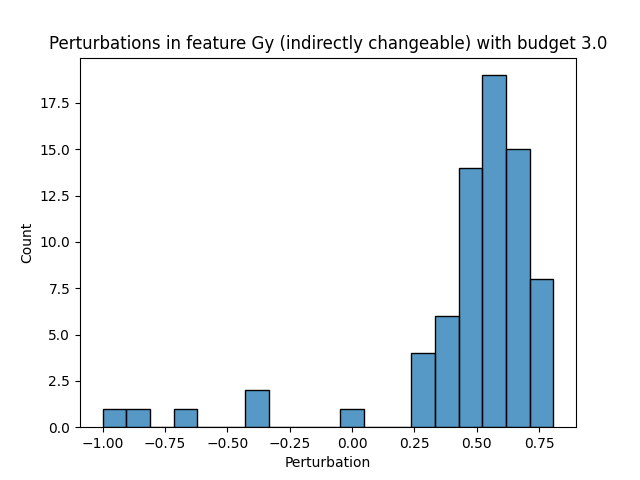 Perturbations in feature Gy (indirectly changeable) with budget 3.0
17.5
15.0
12.5
10.0
7.5
5.0
2.5
0.0
Count
−1.00 −0.75 −0.50 −0.25 0.00 0.25 0.50 0.75
Perturbation